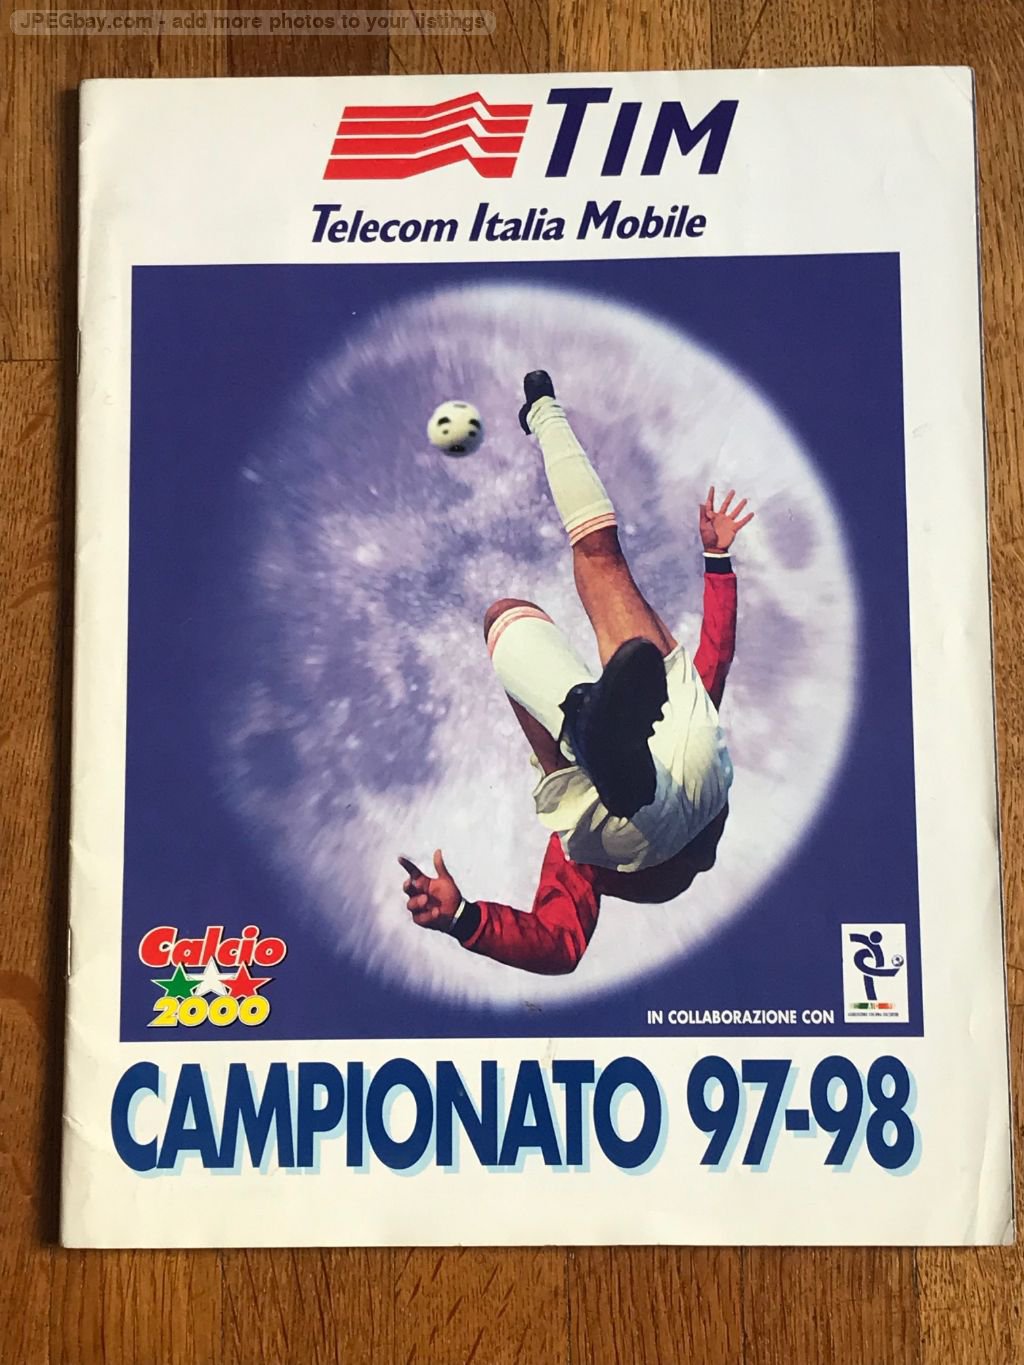 JPEGbay.com - add more photos to your listings
TIM
Telecom Italia Mobile
Calcio
2000
IN COLLABORAZIONE CON
CAMPIONATO 97-98